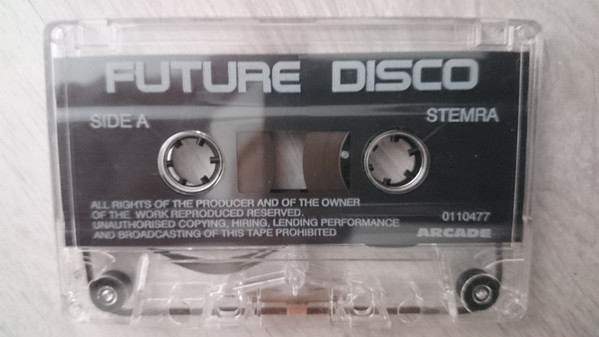 FUTURE DISCO
SIDE A
STEMRA
ALL RIGHTS OF THE PRODUCER AND OF THE OWNER
OF THE WORK REPRODUCED RESERVED.
UNAUTHORISED COPYING, HIRING, LENDING PERFORMANCE
AND BROADCASTING OF THIS TAPE PROHIBITED
0110477
ARCADE